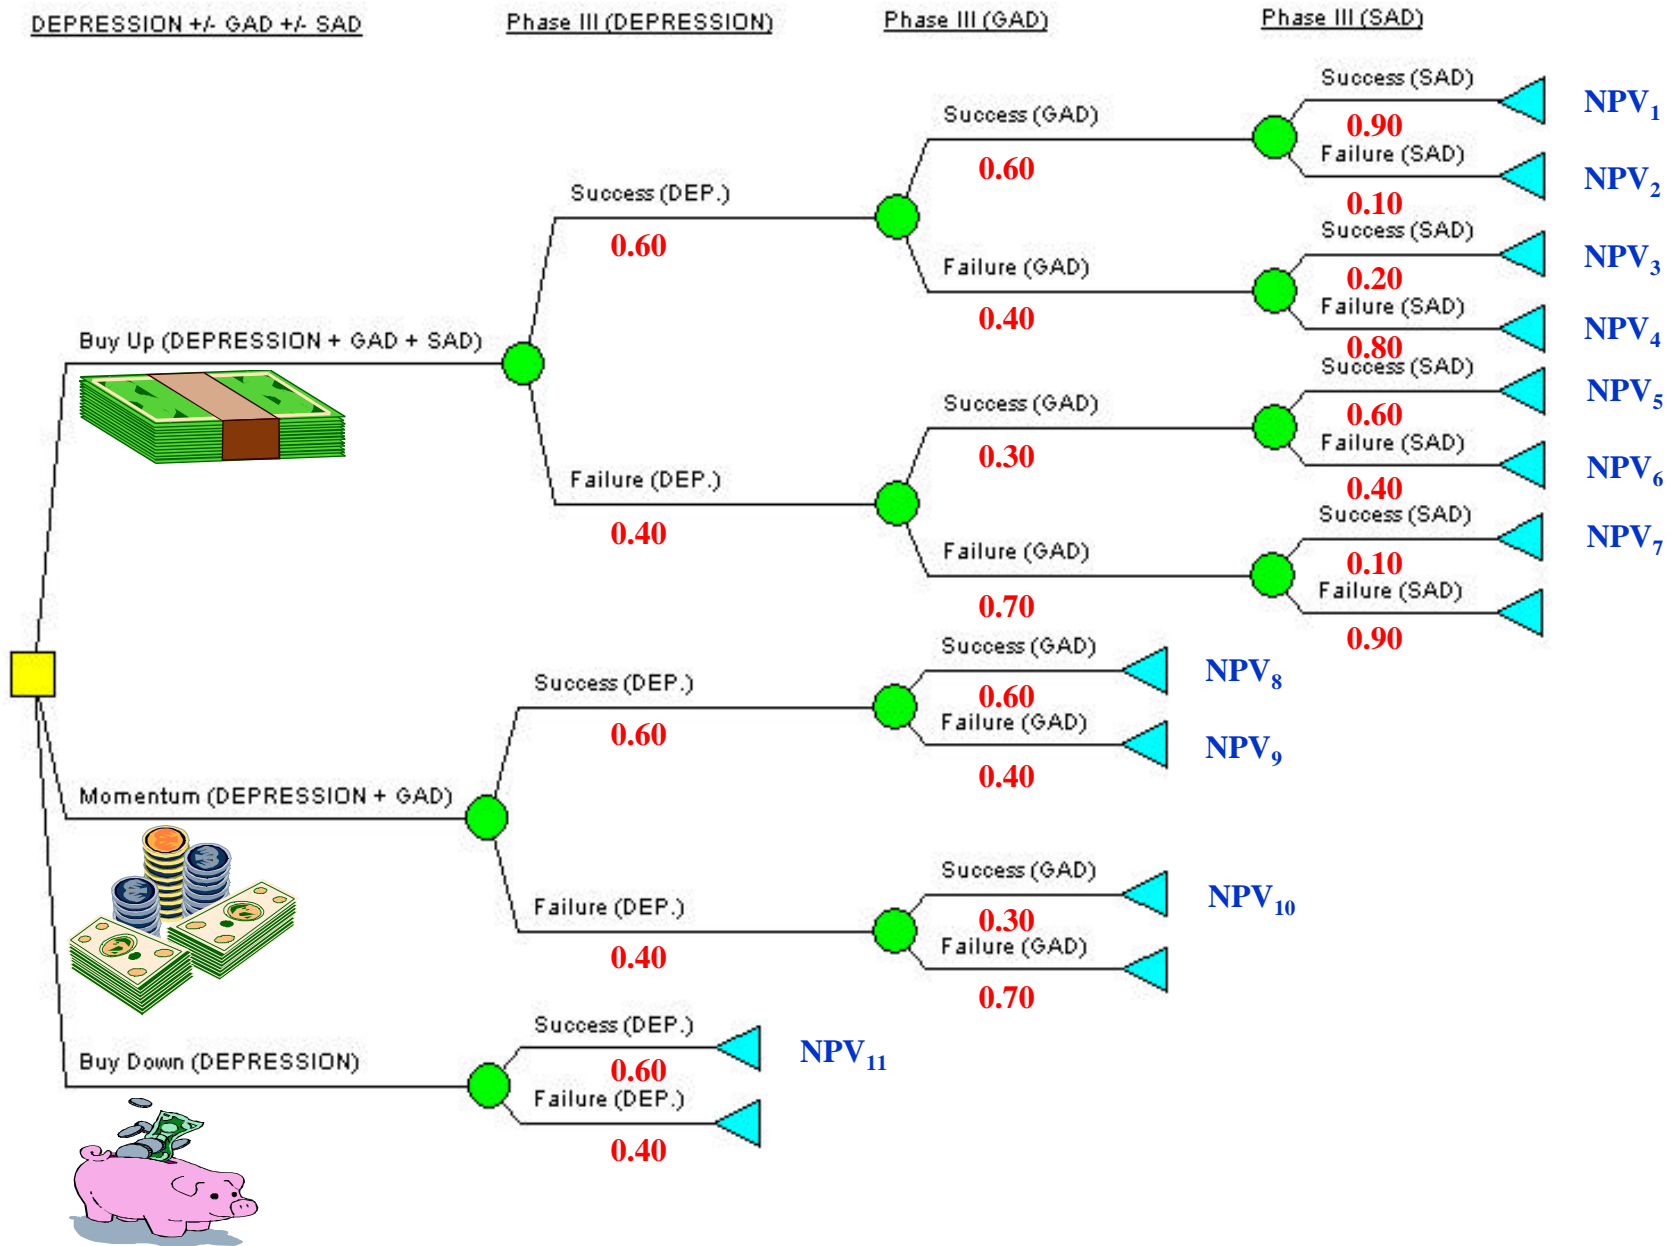 DEPRESSION +/- GAD +/- SAD
Phase III (DEPRESSION)
Phase III (GAD)
Phase III (SAD)
Success (SAD)
NPV1
0.90
Success (GAD)
Failure (SAD)
0.60
NPV2
0.10
Success (DEP.)
Success (SAD)
0.60
NPV3
Failure (GAD)
0.20
Failure (SAD)
0.40
NPV4
Buy Up (DEPRESSION + GAD + SAD)
0.80
Success (SAD)
NPV5
Success (GAD)
0.60
Failure (SAD)
0.30
NPV6
Failure (DEP.)
0.40
Success (SAD)
0.40
NPV7
Failure (GAD)
0.10
Failure (SAD)
0.70
0.90
Success (GAD)
NPV8
Success (DEP.)
0.60
Failure (GAD)
0.60
NPV9
0.40
Momentum (DEPRESSION + GAD)
Success (GAD)
NPV10
Failure (DEP.)
0.30
Failure (GAD)
0.40
0.70
Success (DEP.)
NPV11
Buy Down (DEPRESSION)
0.60
Failure (DEP.)
0.40